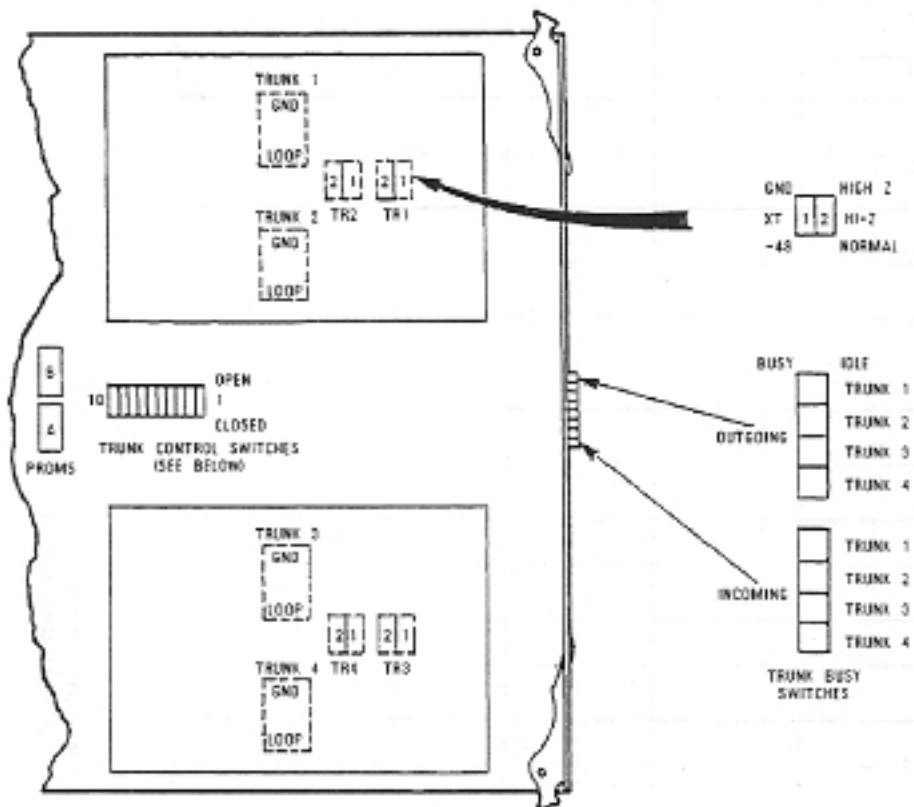 TRUNK 1
GND
LOOP
2 1
TR2
2 1
TR1
TRUNK 2
GND
LOOP
GND HIGH Z
XT 1 2 HI-Z
-48 NORMAL
B
A
PROMS
OPEN
10 1
CLOSED
TRUNK CONTROL SWITCHES
(SEE BELOW)
BUSY IDLE
OUTGOING
TRUNK 1
TRUNK 2
TRUNK 3
TRUNK 4
INCOMING
TRUNK 1
TRUNK 2
TRUNK 3
TRUNK 4
TRUNK BUSY
SWITCHES
TRUNK 3
GND
LOOP
2 1
TR4
2 1
TR3
TRUNK 4
GND
LOOP